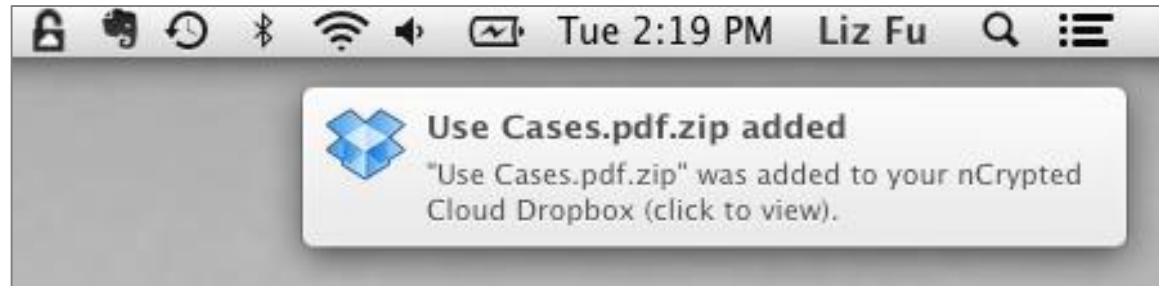 Tue 2:19 PM Liz Fu
Use Cases.pdf.zip added
"Use Cases.pdf.zip" was added to your nCrypted
Cloud Dropbox (click to view).